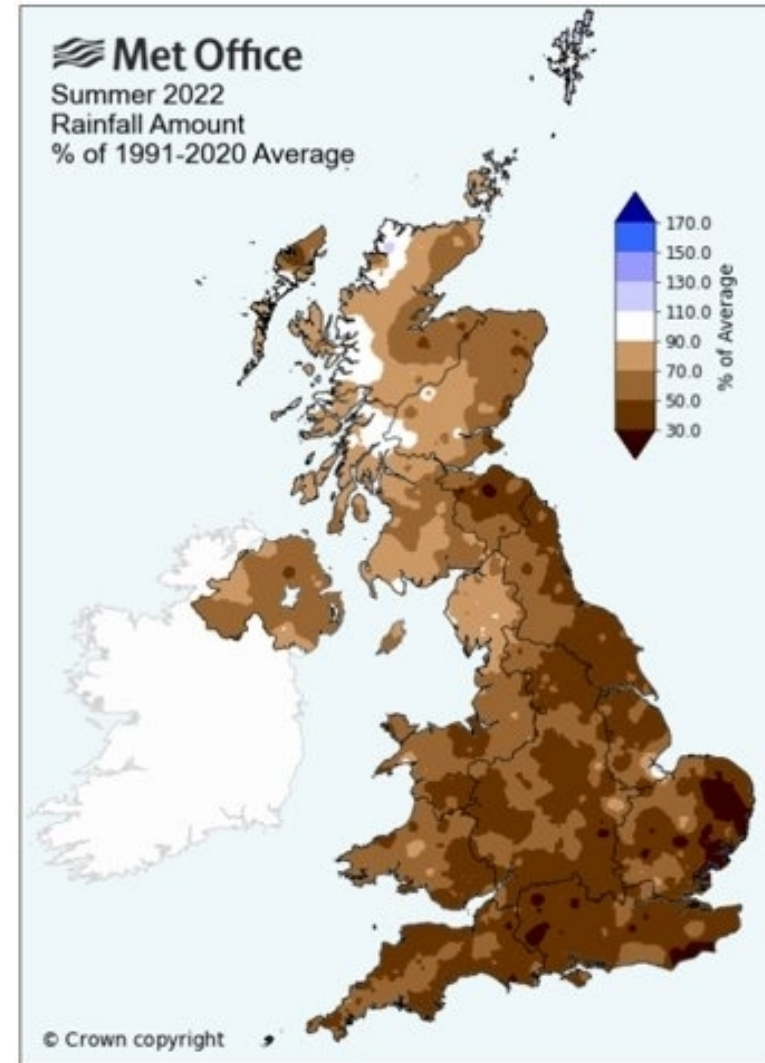 Met Office
Summer 2022
Rainfall Amount
% of 1991-2020 Average
170.0
150.0
130.0
110.0
90.0
70.0
50.0
30.0
% of Average
© Crown copyright